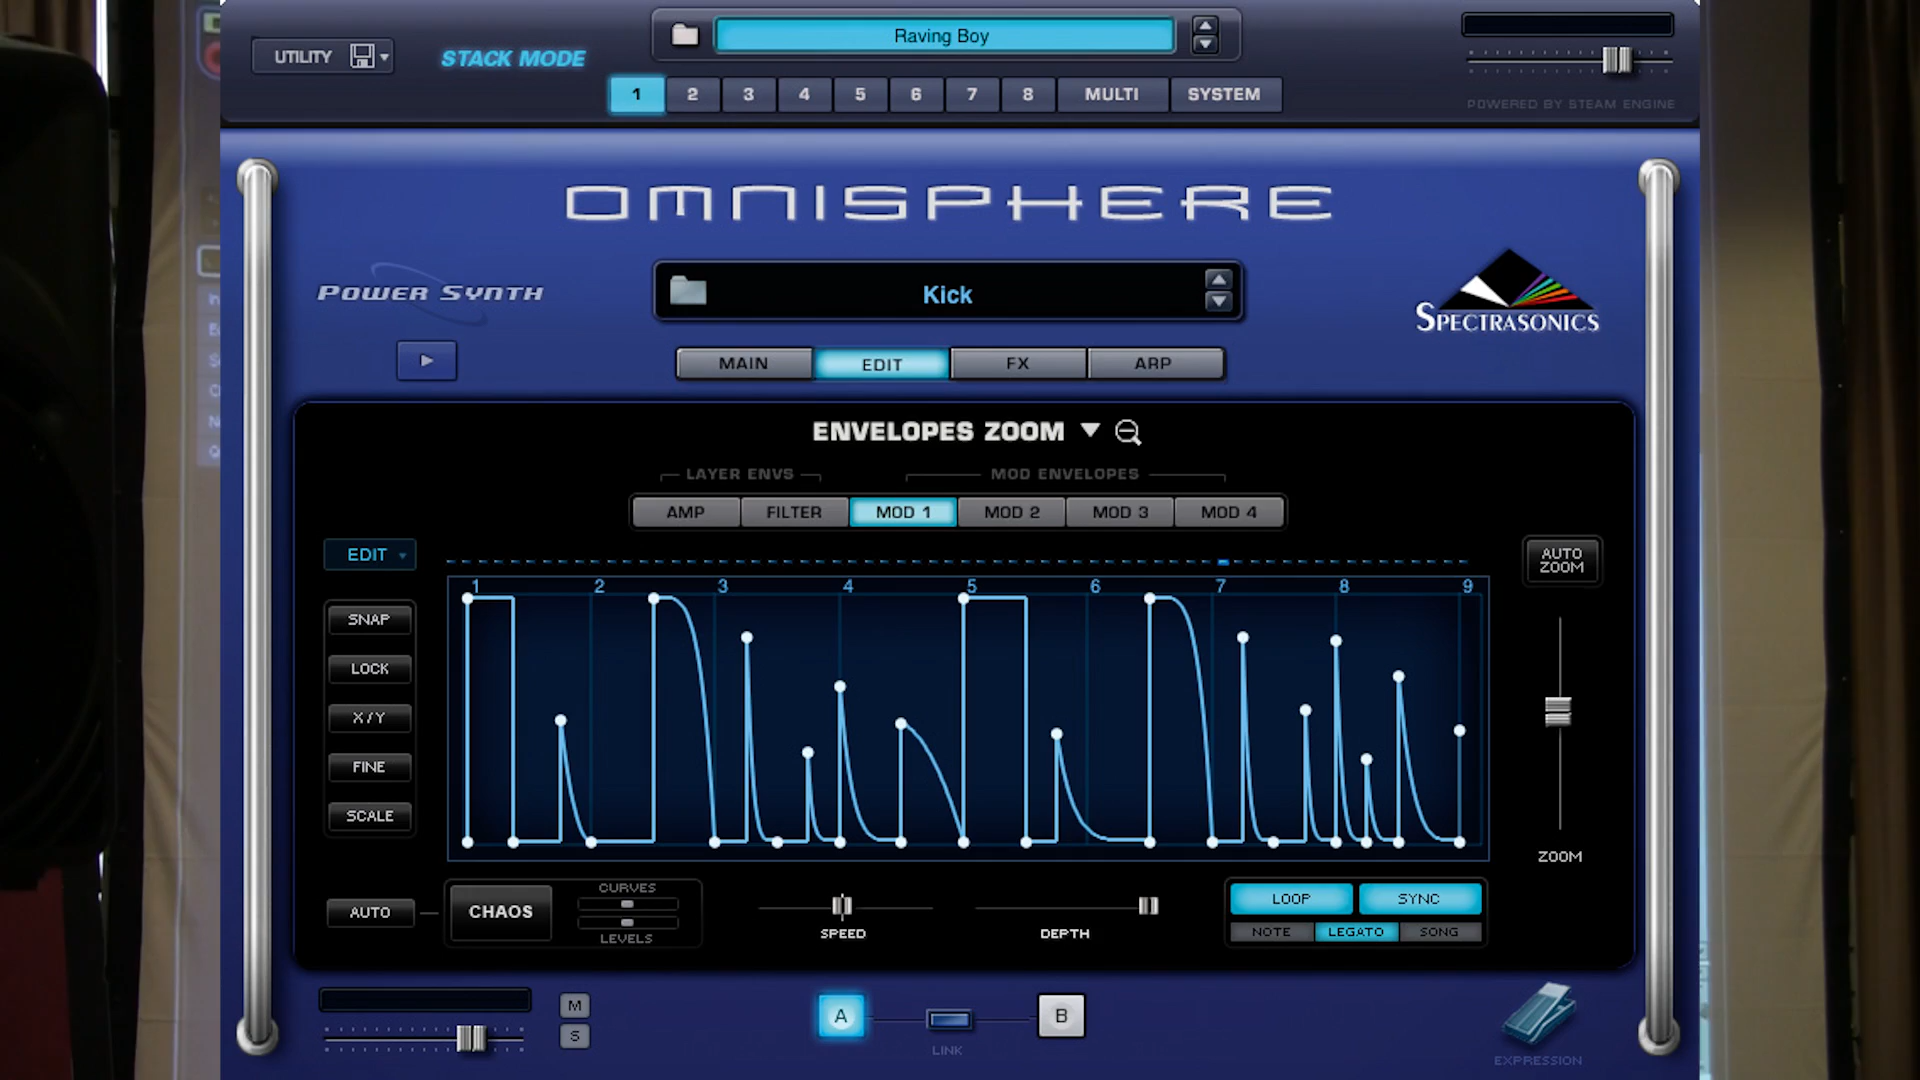 Raving Boy
UTILITY
STACK MODE
1 2 3 4 5 6 7 8 MULTI SYSTEM
POWERED BY STEAM ENGINE
OMNISPHERE
POWER SYNTH
Kick
SPECTRASONICS
MAIN EDIT FX ARP
ENVELOPES ZOOM
LAYER ENVS MOD ENVELOPES
AMP FILTER MOD 1 MOD 2 MOD 3 MOD 4
EDIT
AUTO
ZOOM
1 2 3 4 5 6 7 8 9
SNAP
LOCK
X/Y
FINE
SCALE
ZOOM
AUTO
CHAOS
CURVES
LEVELS
SPEED
DEPTH
LOOP SYNC
NOTE LEGATO SONG
M
S
A
B
LINK
EXPRESSION